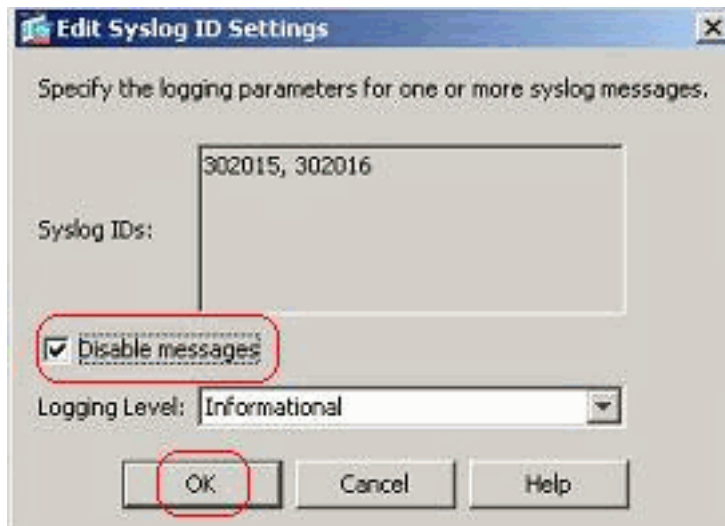 Edit Syslog ID Settings
Specify the logging parameters for one or more syslog messages.
302015, 302016
Syslog IDs:
Disable messages
Logging Level: Informational
OK Cancel Help